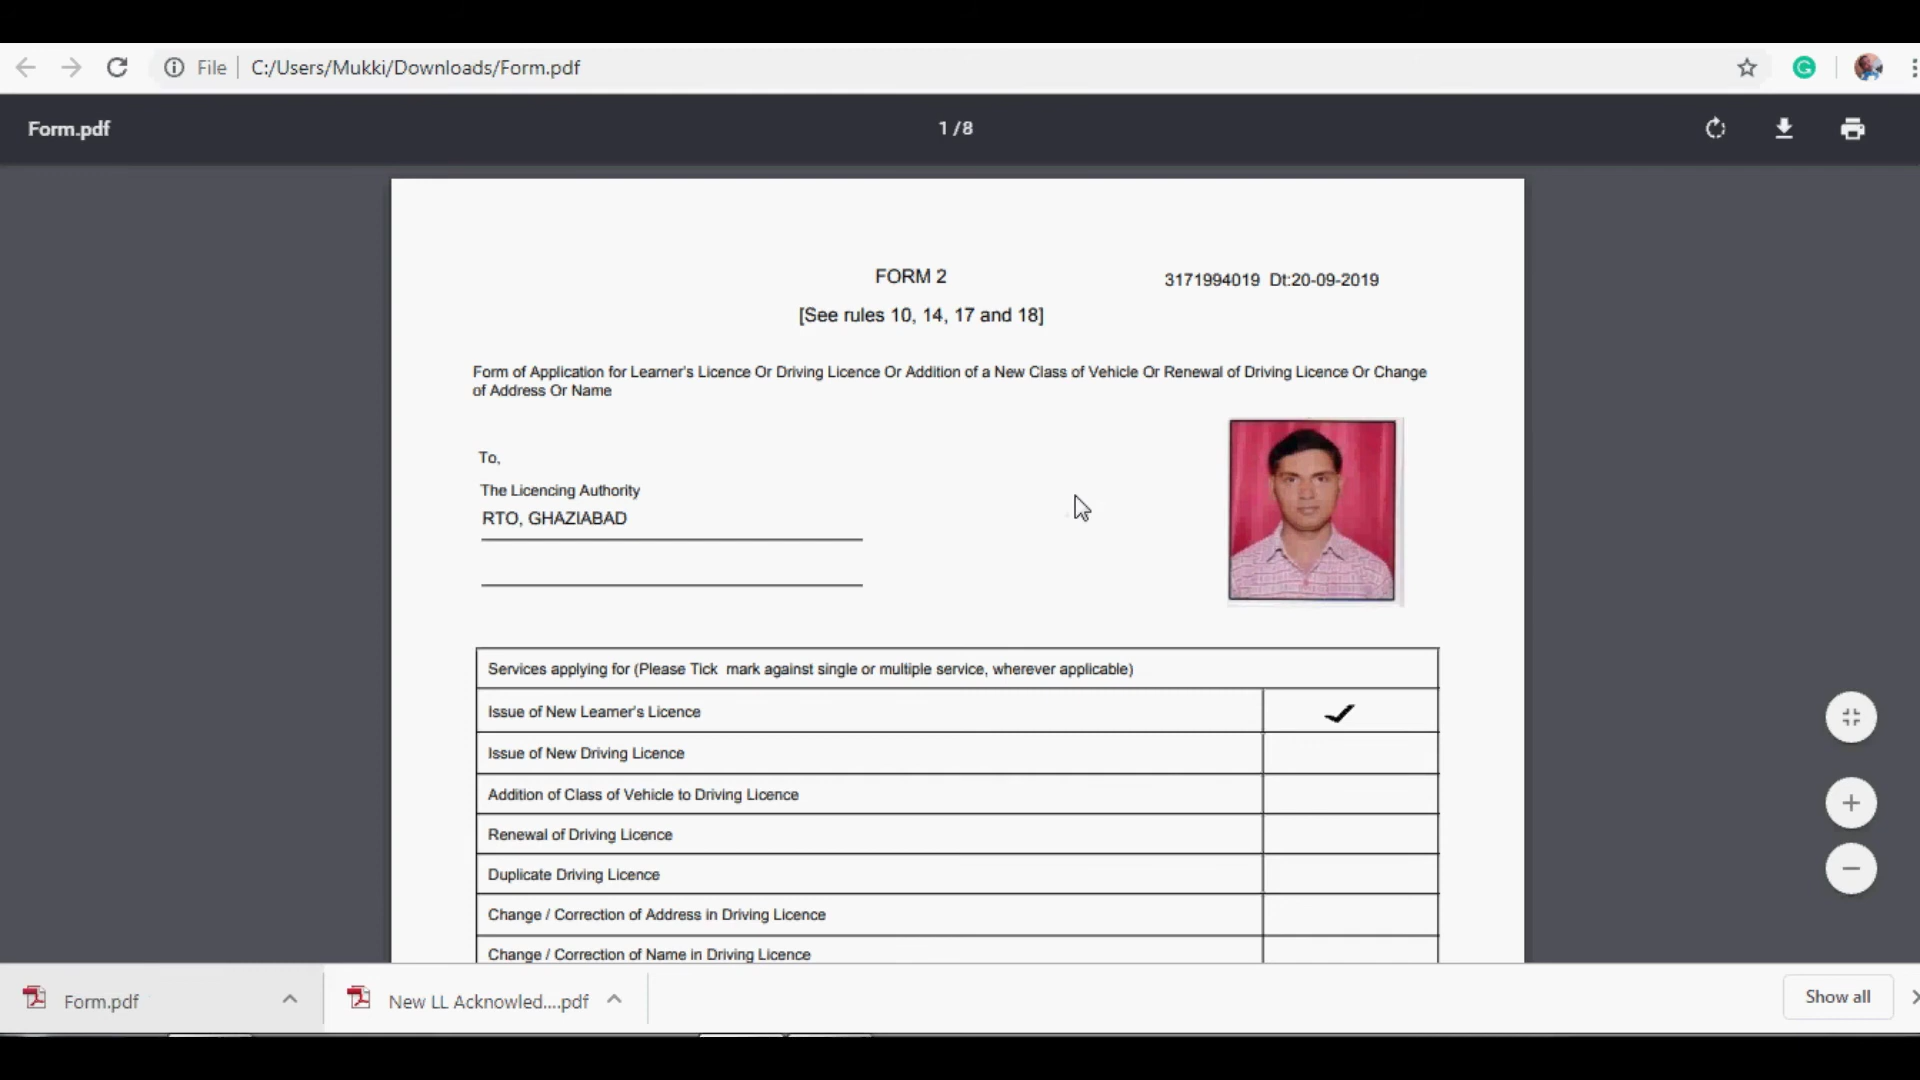 File C:/Users/Mukki/Downloads/Form.pdf
Form.pdf
1 / 8
FORM 2
3171994019 Dt:20-09-2019
[See rules 10, 14, 17 and 18]
Form of Application for Learner's Licence Or Driving Licence Or Addition of a New Class of Vehicle Or Renewal of Driving Licence Or Change
of Address Or Name
To,
The Licencing Authority
RTO, GHAZIABAD
Services applying for (Please Tick mark against single or multiple service, wherever applicable)
Issue of New Learner's Licence
Issue of New Driving Licence
Addition of Class of Vehicle to Driving Licence
Renewal of Driving Licence
Duplicate Driving Licence
Change / Correction of Address in Driving Licence
Change / Correction of Name in Driving Licence
Form.pdf
New LL Acknowled....pdf
Show all